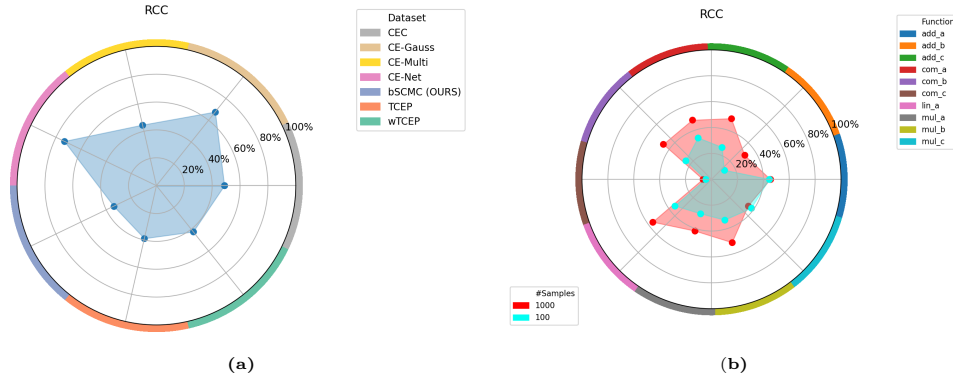 RCC
20%
40%
60%
80%
100%
Dataset
CEC
CE-Gauss
CE-Multi
CE-Net
bSCMC (OURS)
TCEP
wTCEP
(a)
RCC
20%
40%
60%
80%
100%
Function
add_a
add_b
add_c
com_a
com_b
com_c
lin_a
mul_a
mul_b
mul_c
#Samples
1000
100
(b)